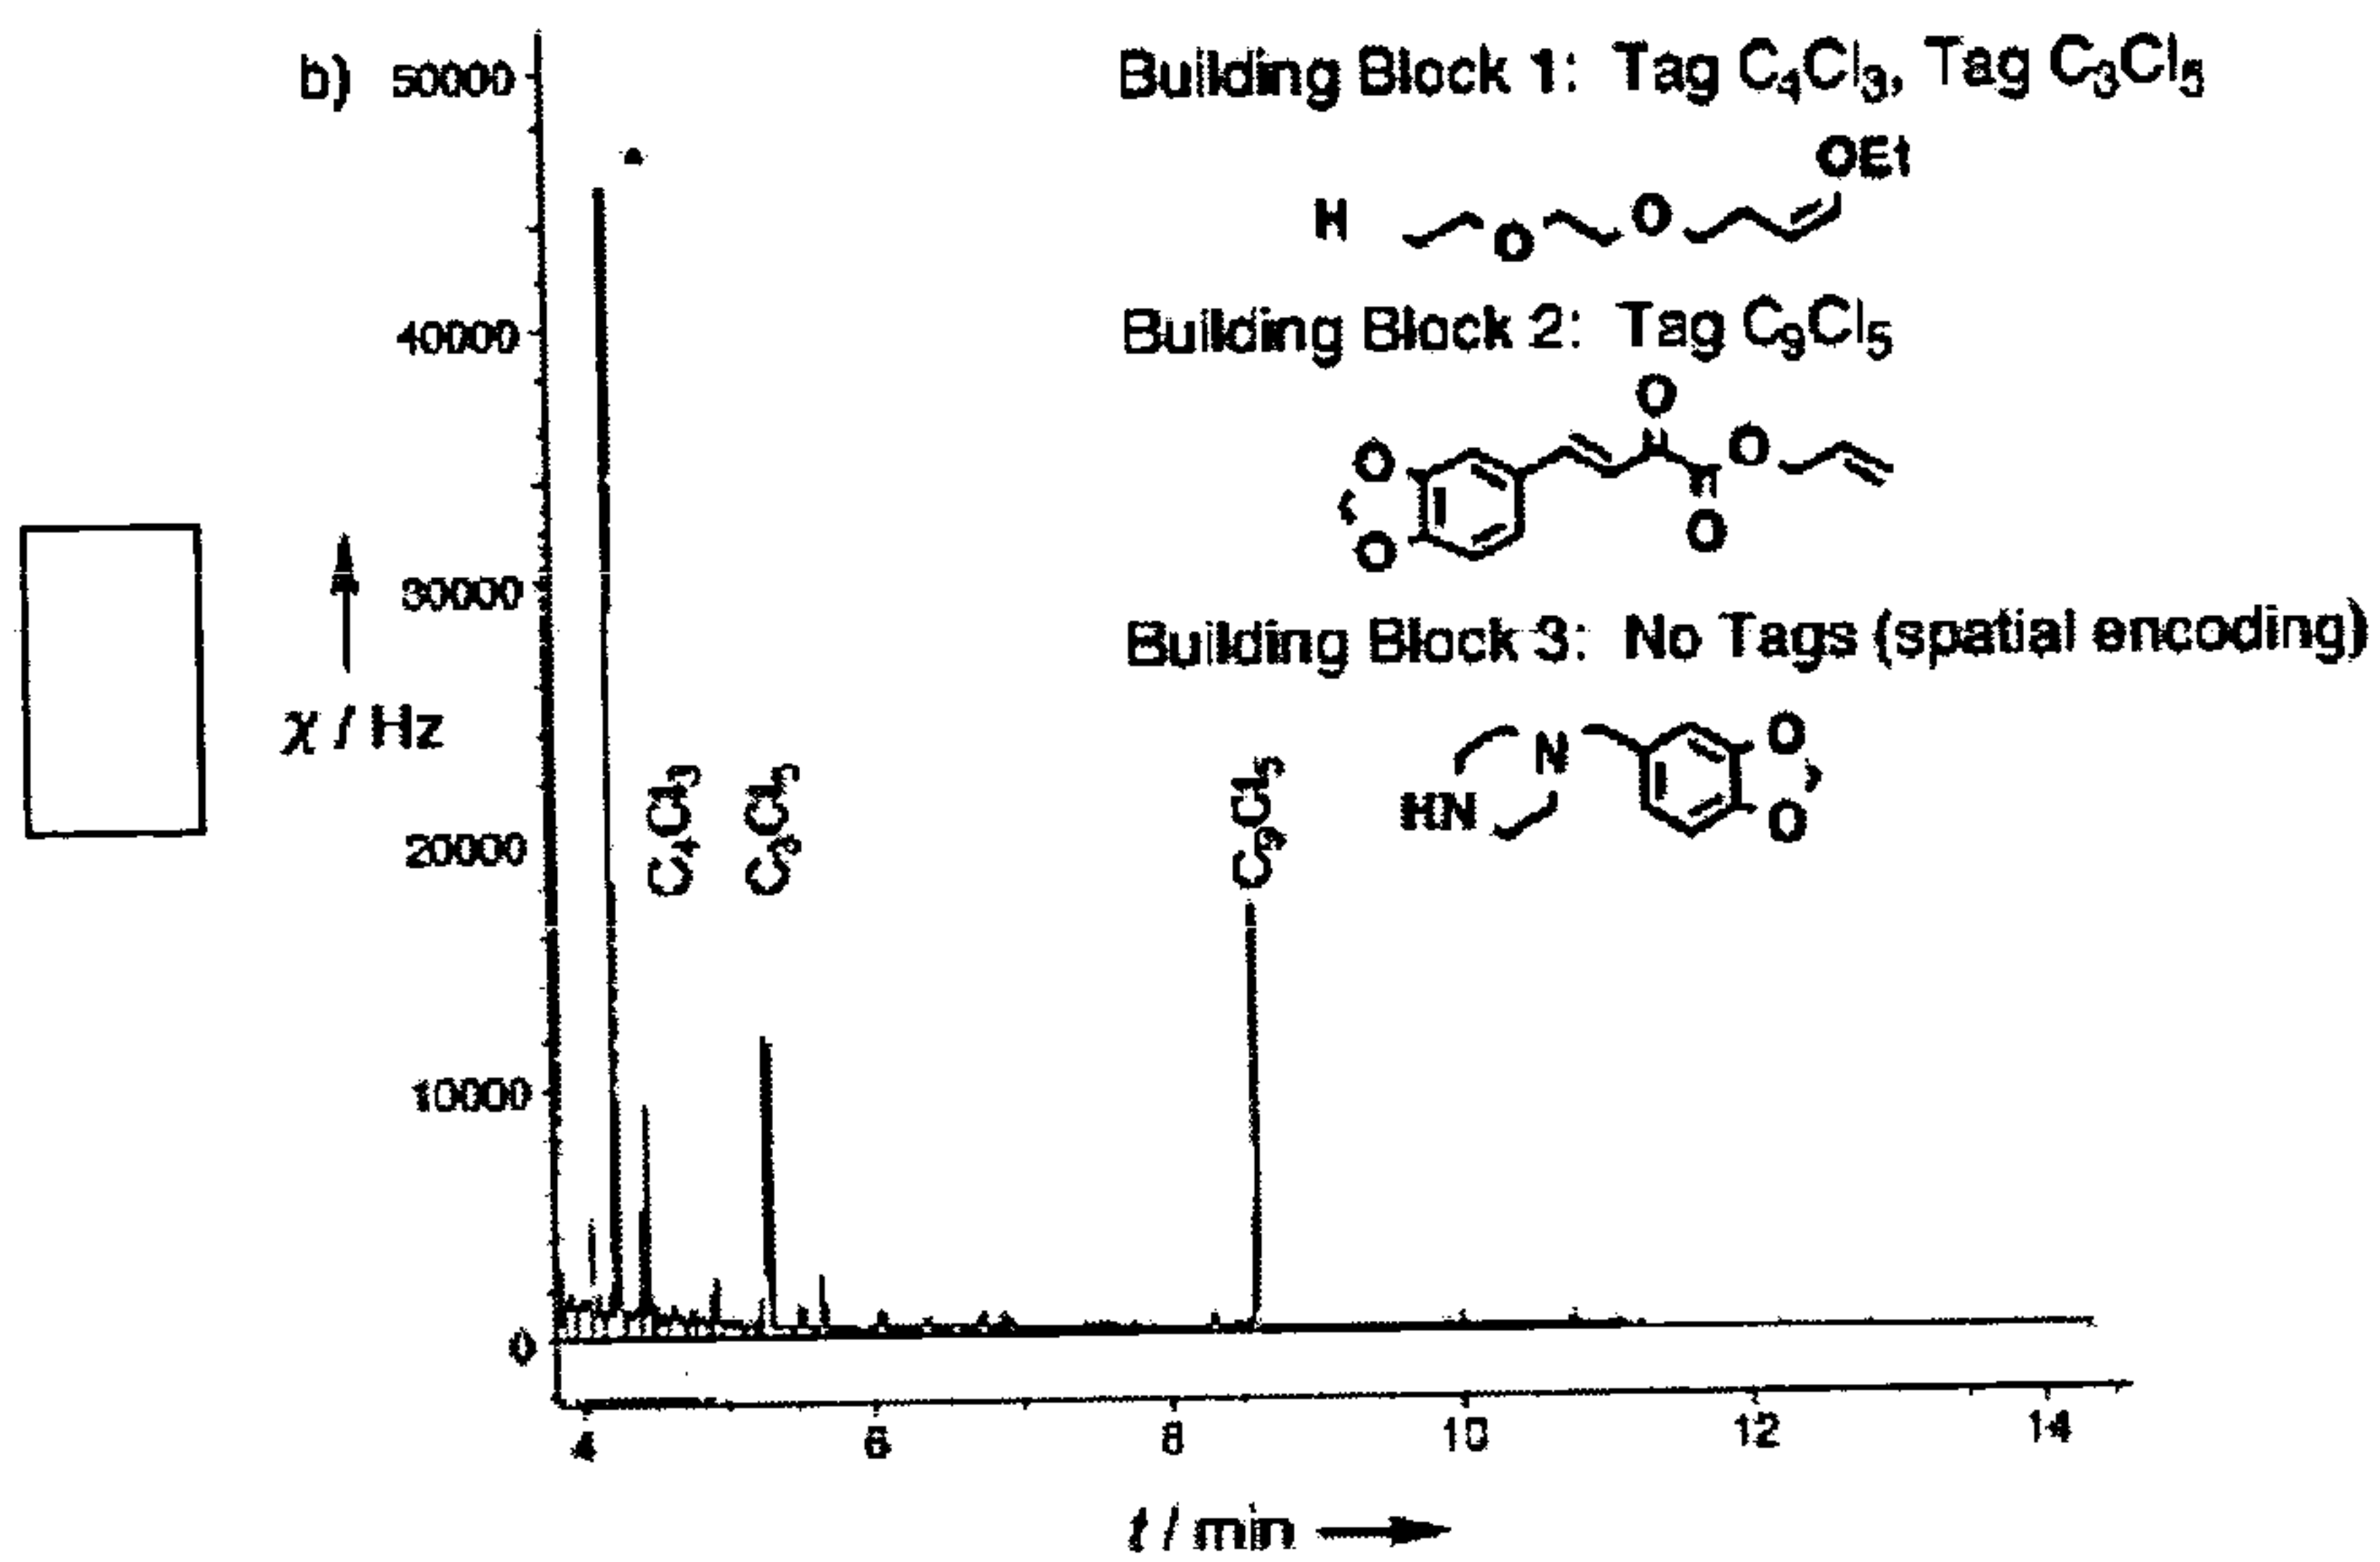 b)
50000
40000
30000
20000
10000
0
χ / Hz
Building Block 1: Tag C₄Cl₃, Tag C₃Cl₅
OEt
H
O
O
Building Block 2: Tag C₉Cl₅
O
O
O
O
O
Building Block 3: No Tags (spatial encoding)
N
HN
O
O
C₄Cl₃
C₃Cl₅
C₉Cl₅
4 6 8 10 12 14
t / min